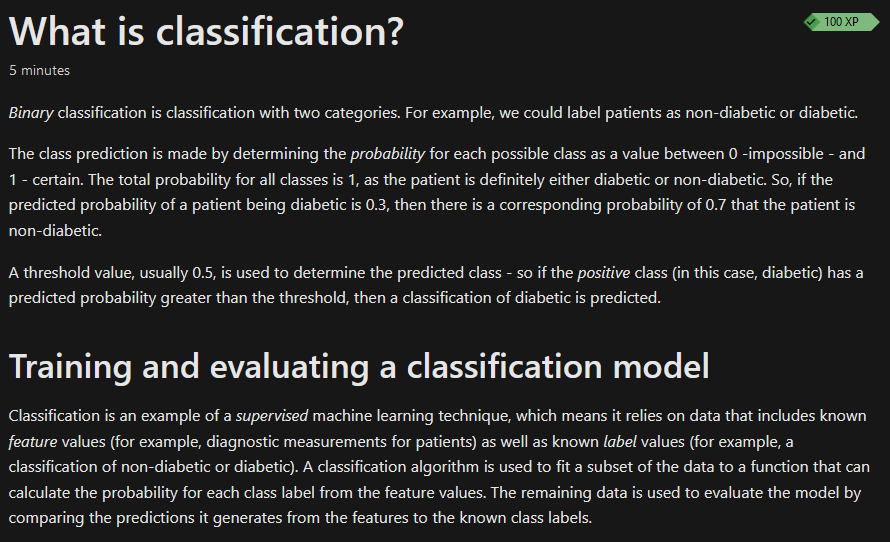 What is classification?
100 XP
5 minutes
Binary classification is classification with two categories. For example, we could label patients as non-diabetic or diabetic.
The class prediction is made by determining the probability for each possible class as a value between 0 -impossible - and
1 - certain. The total probability for all classes is 1, as the patient is definitely either diabetic or non-diabetic. So, if the
predicted probability of a patient being diabetic is 0.3, then there is a corresponding probability of 0.7 that the patient is
non-diabetic.
A threshold value, usually 0.5, is used to determine the predicted class - so if the positive class (in this case, diabetic) has a
predicted probability greater than the threshold, then a classification of diabetic is predicted.
Training and evaluating a classification model
Classification is an example of a supervised machine learning technique, which means it relies on data that includes known
feature values (for example, diagnostic measurements for patients) as well as known label values (for example, a
classification of non-diabetic or diabetic). A classification algorithm is used to fit a subset of the data to a function that can
calculate the probability for each class label from the feature values. The remaining data is used to evaluate the model by
comparing the predictions it generates from the features to the known class labels.